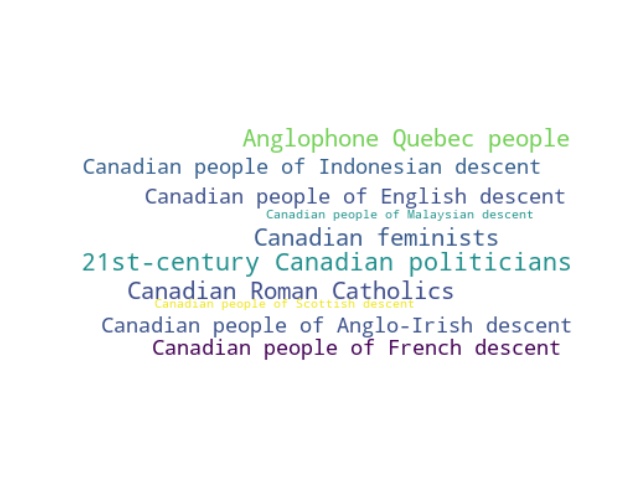 Anglophone Quebec people
Canadian people of Indonesian descent
Canadian people of English descent
Canadian people of Malaysian descent
Canadian feminists
21st-century Canadian politicians
Canadian Roman Catholics
Canadian people of Scottish descent
Canadian people of Anglo-Irish descent
Canadian people of French descent